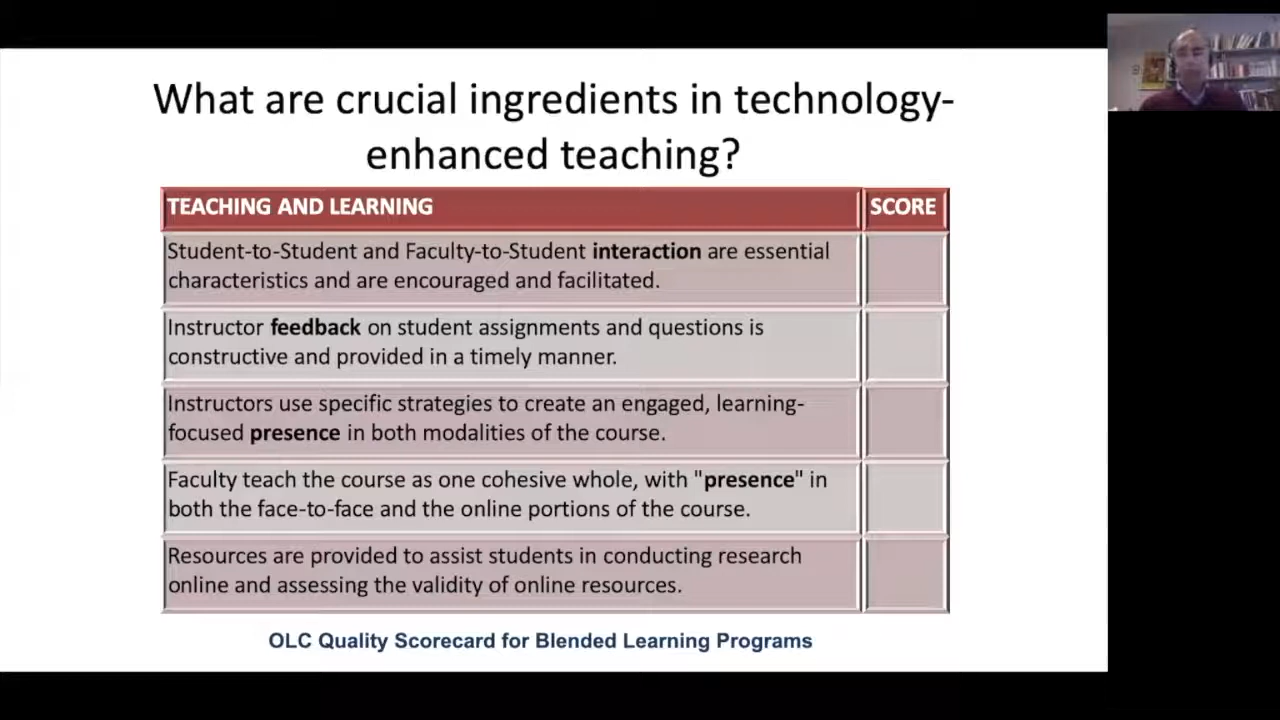 What are crucial ingredients in technology-
enhanced teaching?
TEACHING AND LEARNING SCORE
Student-to-Student and Faculty-to-Student interaction are essential
characteristics and are encouraged and facilitated.
Instructor feedback on student assignments and questions is
constructive and provided in a timely manner.
Instructors use specific strategies to create an engaged, learning-
focused presence in both modalities of the course.
Faculty teach the course as one cohesive whole, with "presence" in
both the face-to-face and the online portions of the course.
Resources are provided to assist students in conducting research
online and assessing the validity of online resources.
OLC Quality Scorecard for Blended Learning Programs